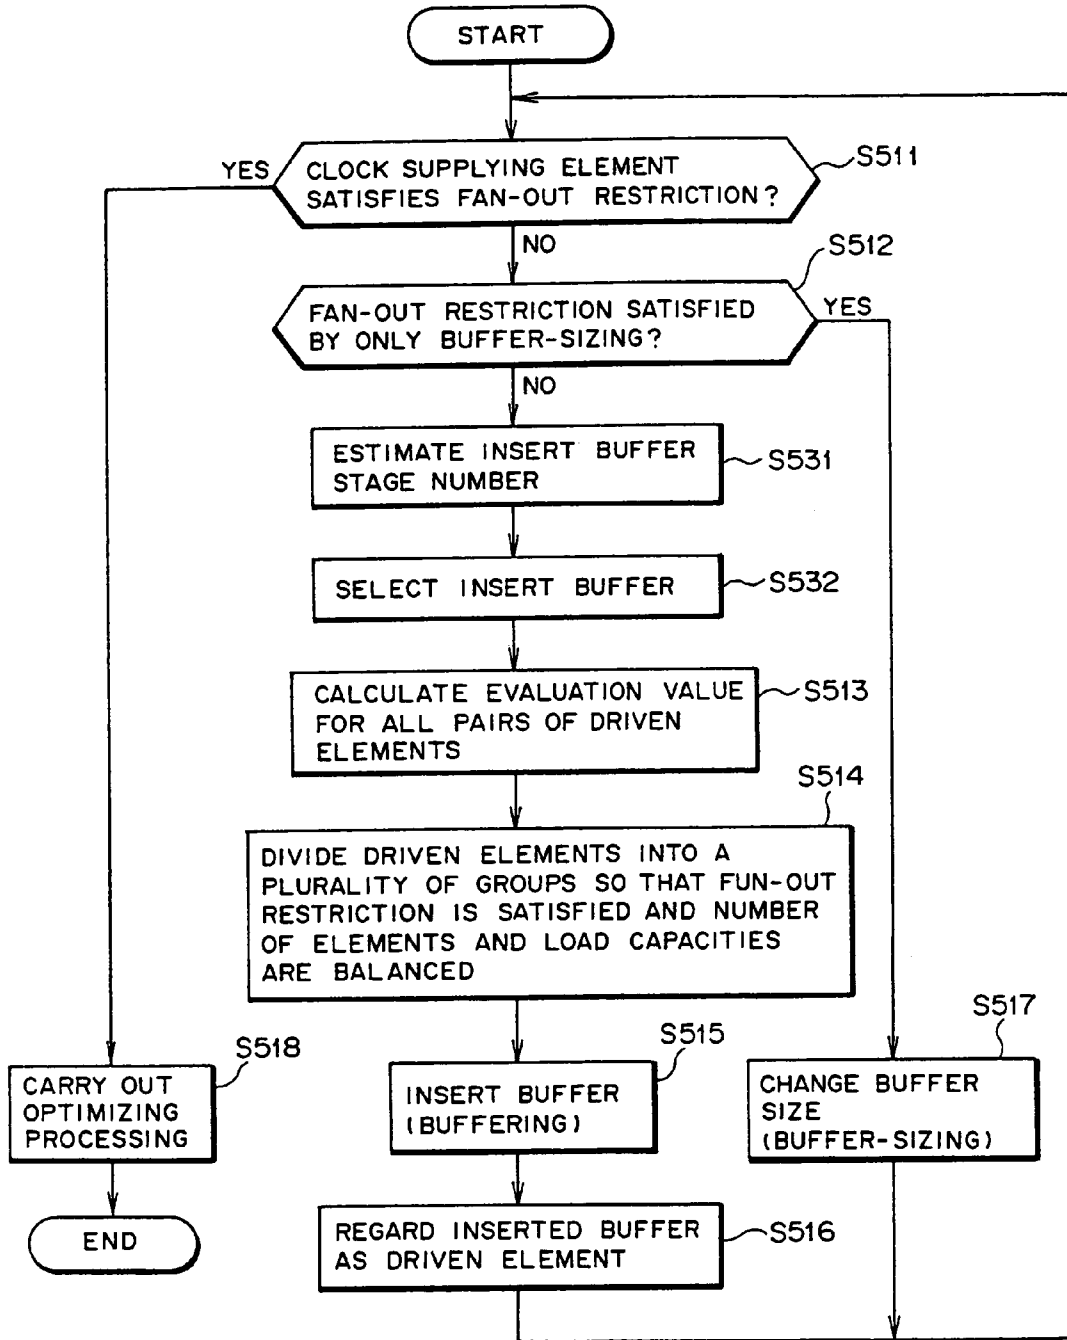 START
YES
CLOCK SUPPLYING ELEMENT
SATISFIES FAN-OUT RESTRICTION?
S511
NO
S512
FAN-OUT RESTRICTION SATISFIED
BY ONLY BUFFER-SIZING?
YES
NO
ESTIMATE INSERT BUFFER
STAGE NUMBER
S531
SELECT INSERT BUFFER
S532
CALCULATE EVALUATION VALUE
FOR ALL PAIRS OF DRIVEN
ELEMENTS
S513
S514
DIVIDE DRIVEN ELEMENTS INTO A
PLURALITY OF GROUPS SO THAT FUN-OUT
RESTRICTION IS SATISFIED AND NUMBER
OF ELEMENTS AND LOAD CAPACITIES
ARE BALANCED
S518
CARRY OUT
OPTIMIZING
PROCESSING
END
S515
INSERT BUFFER
(BUFFERING)
S517
CHANGE BUFFER
SIZE
(BUFFER-SIZING)
REGARD INSERTED BUFFER
AS DRIVEN ELEMENT
S516